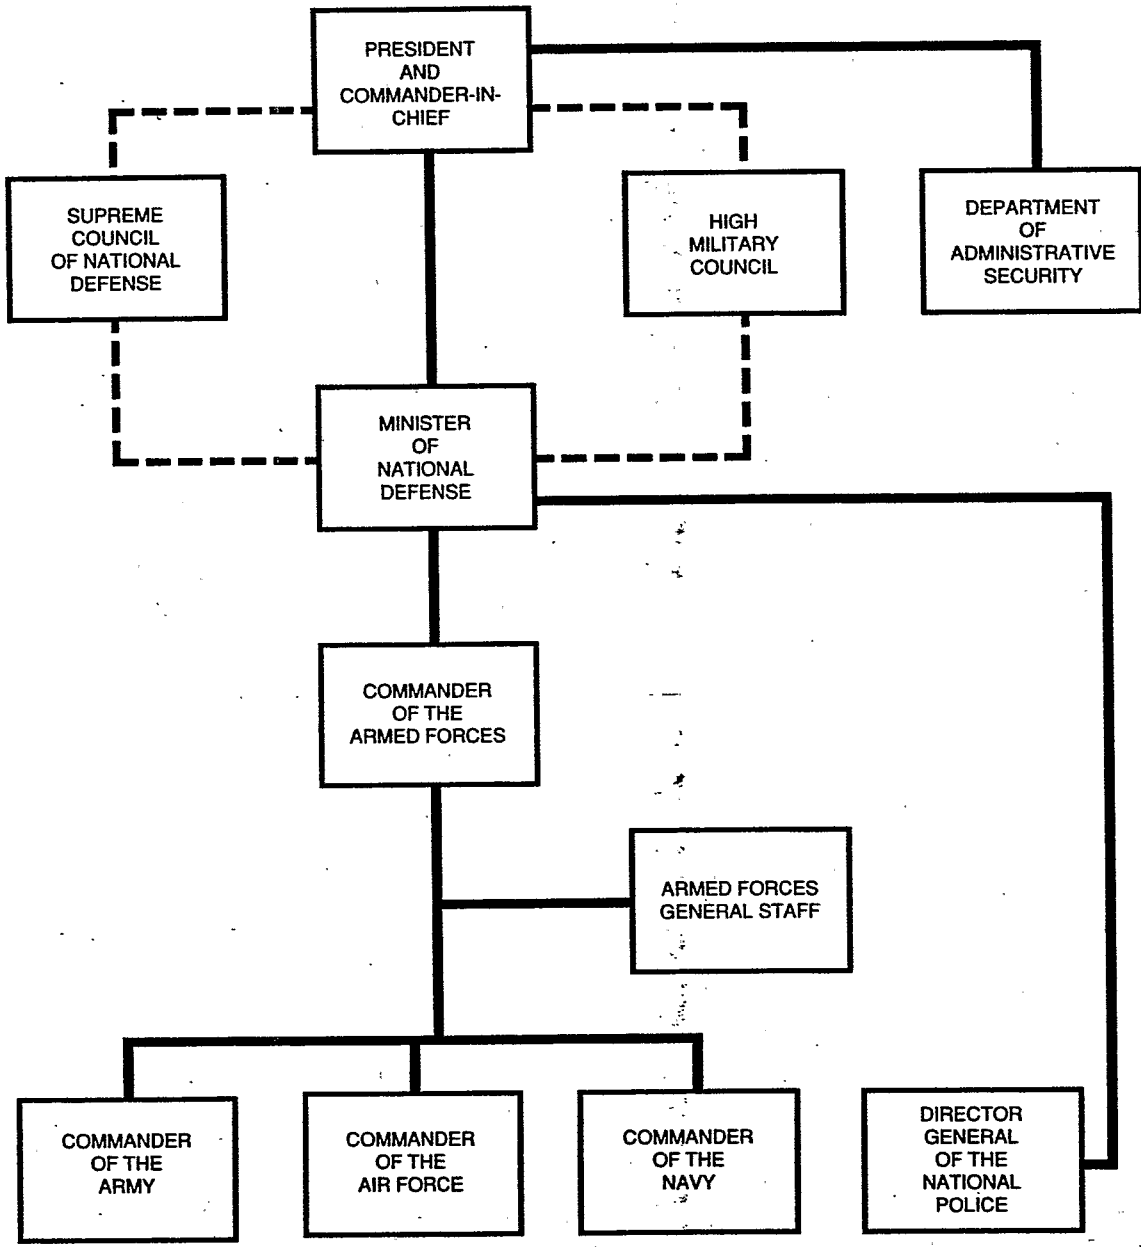 PRESIDENT
AND
COMMANDER-IN-
CHIEF
SUPREME
COUNCIL
OF NATIONAL
DEFENSE
HIGH
MILITARY
COUNCIL
DEPARTMENT
OF
ADMINISTRATIVE
SECURITY
MINISTER
OF
NATIONAL
DEFENSE
COMMANDER
OF THE
ARMED FORCES
ARMED FORCES
GENERAL STAFF
COMMANDER
OF THE
ARMY
COMMANDER
OF THE
AIR FORCE
COMMANDER
OF THE
NAVY
DIRECTOR
GENERAL
OF THE
NATIONAL
POLICE